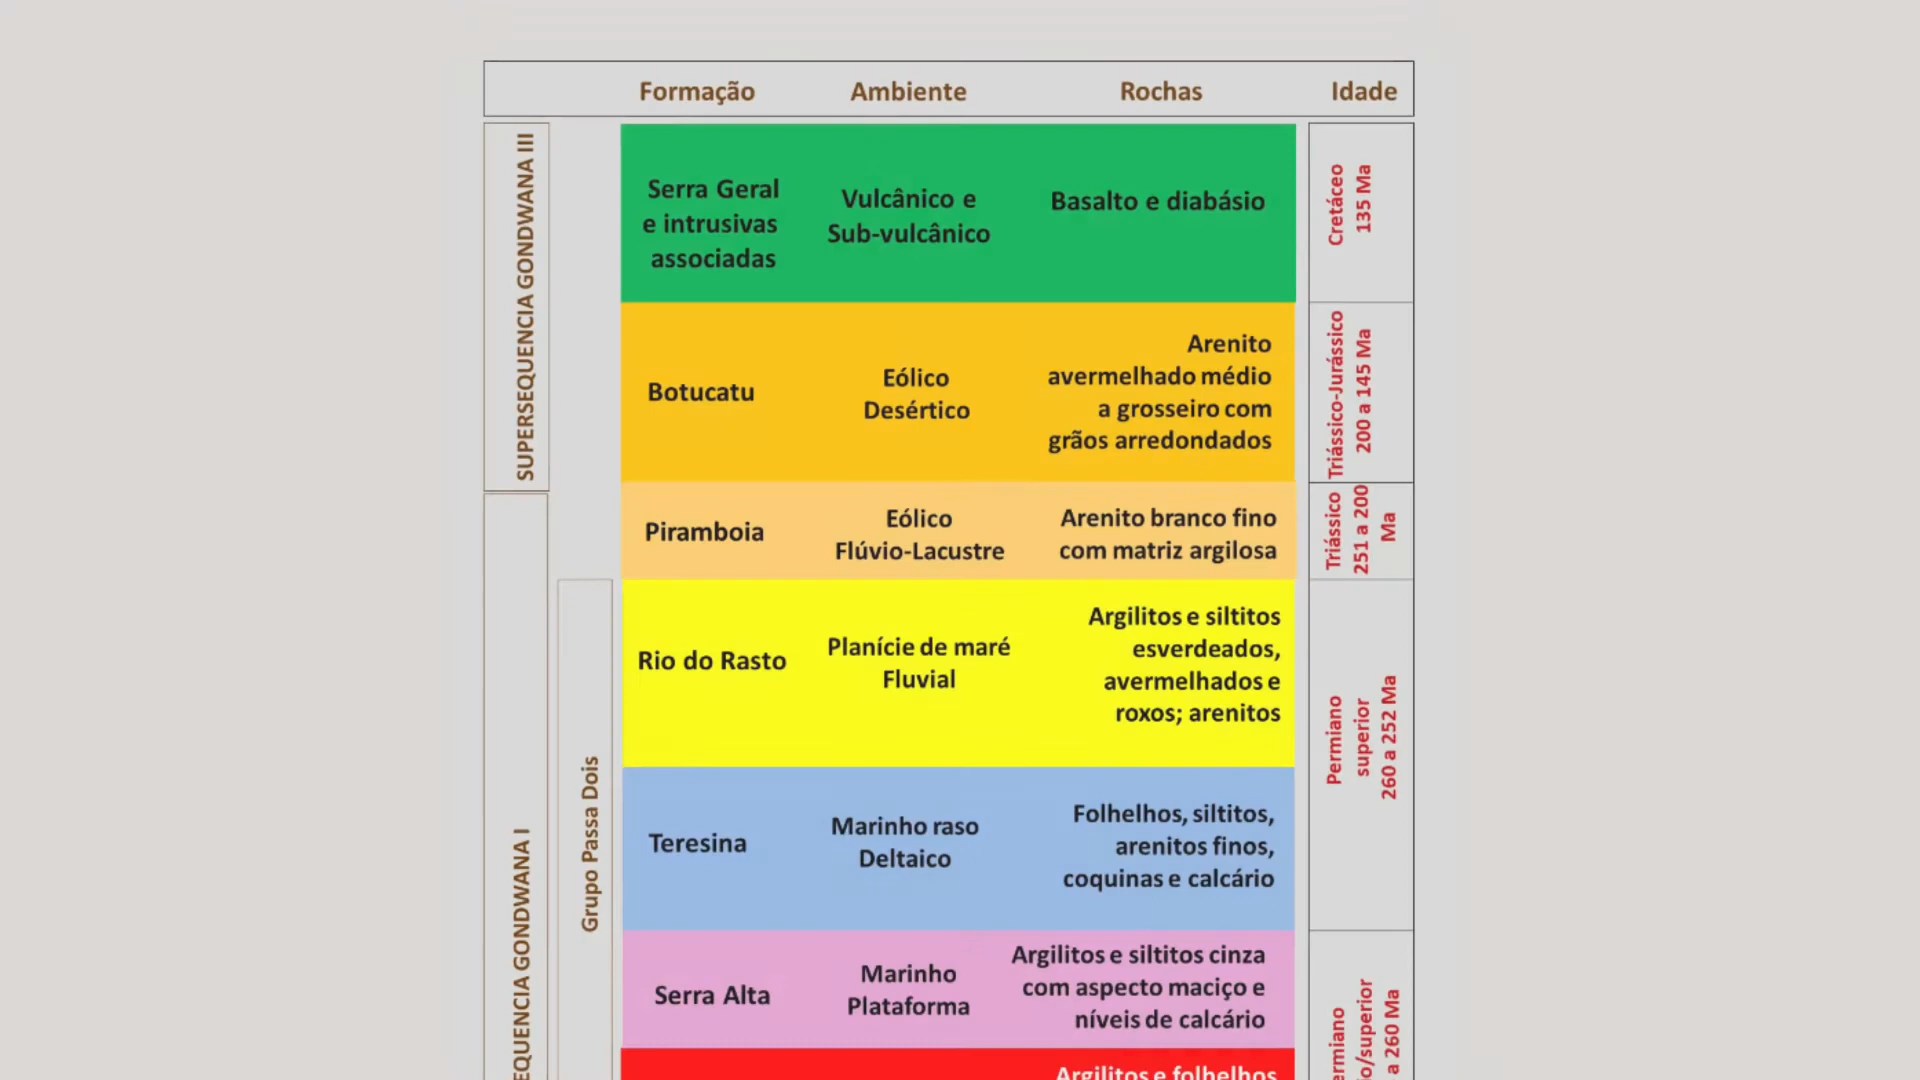 Formação Ambiente Rochas Idade
SUPERSEQUENCIA GONDWANA III
Serra Geral
e intrusivas
associadas
Vulcânico e
Sub-vulcânico
Basalto e diabásio
Cretáceo
135 Ma
Botucatu
Eólico
Desértico
Arenito
avermelhado médio
a grosseiro com
grãos arredondados
Triássico-Jurássico
200 a 145 Ma
EQUENCIA GONDWANA I
Piramboia
Eólico
Flúvio-Lacustre
Arenito branco fino
com matriz argilosa
Triássico
251 a 200
Ma
Grupo Passa Dois
Rio do Rasto
Planície de maré
Fluvial
Argilitos e siltitos
esverdeados,
avermelhados e
roxos; arenitos
Permiano
superior
260 a 252 Ma
Teresina
Marinho raso
Deltaico
Folhelhos, siltitos,
arenitos finos,
coquinas e calcário
Serra Alta
Marinho
Plataforma
Argilitos e siltitos cinza
com aspecto maciço e
níveis de calcário
ermiano
io/superior
a 260 Ma
Argilitos e folhelhos